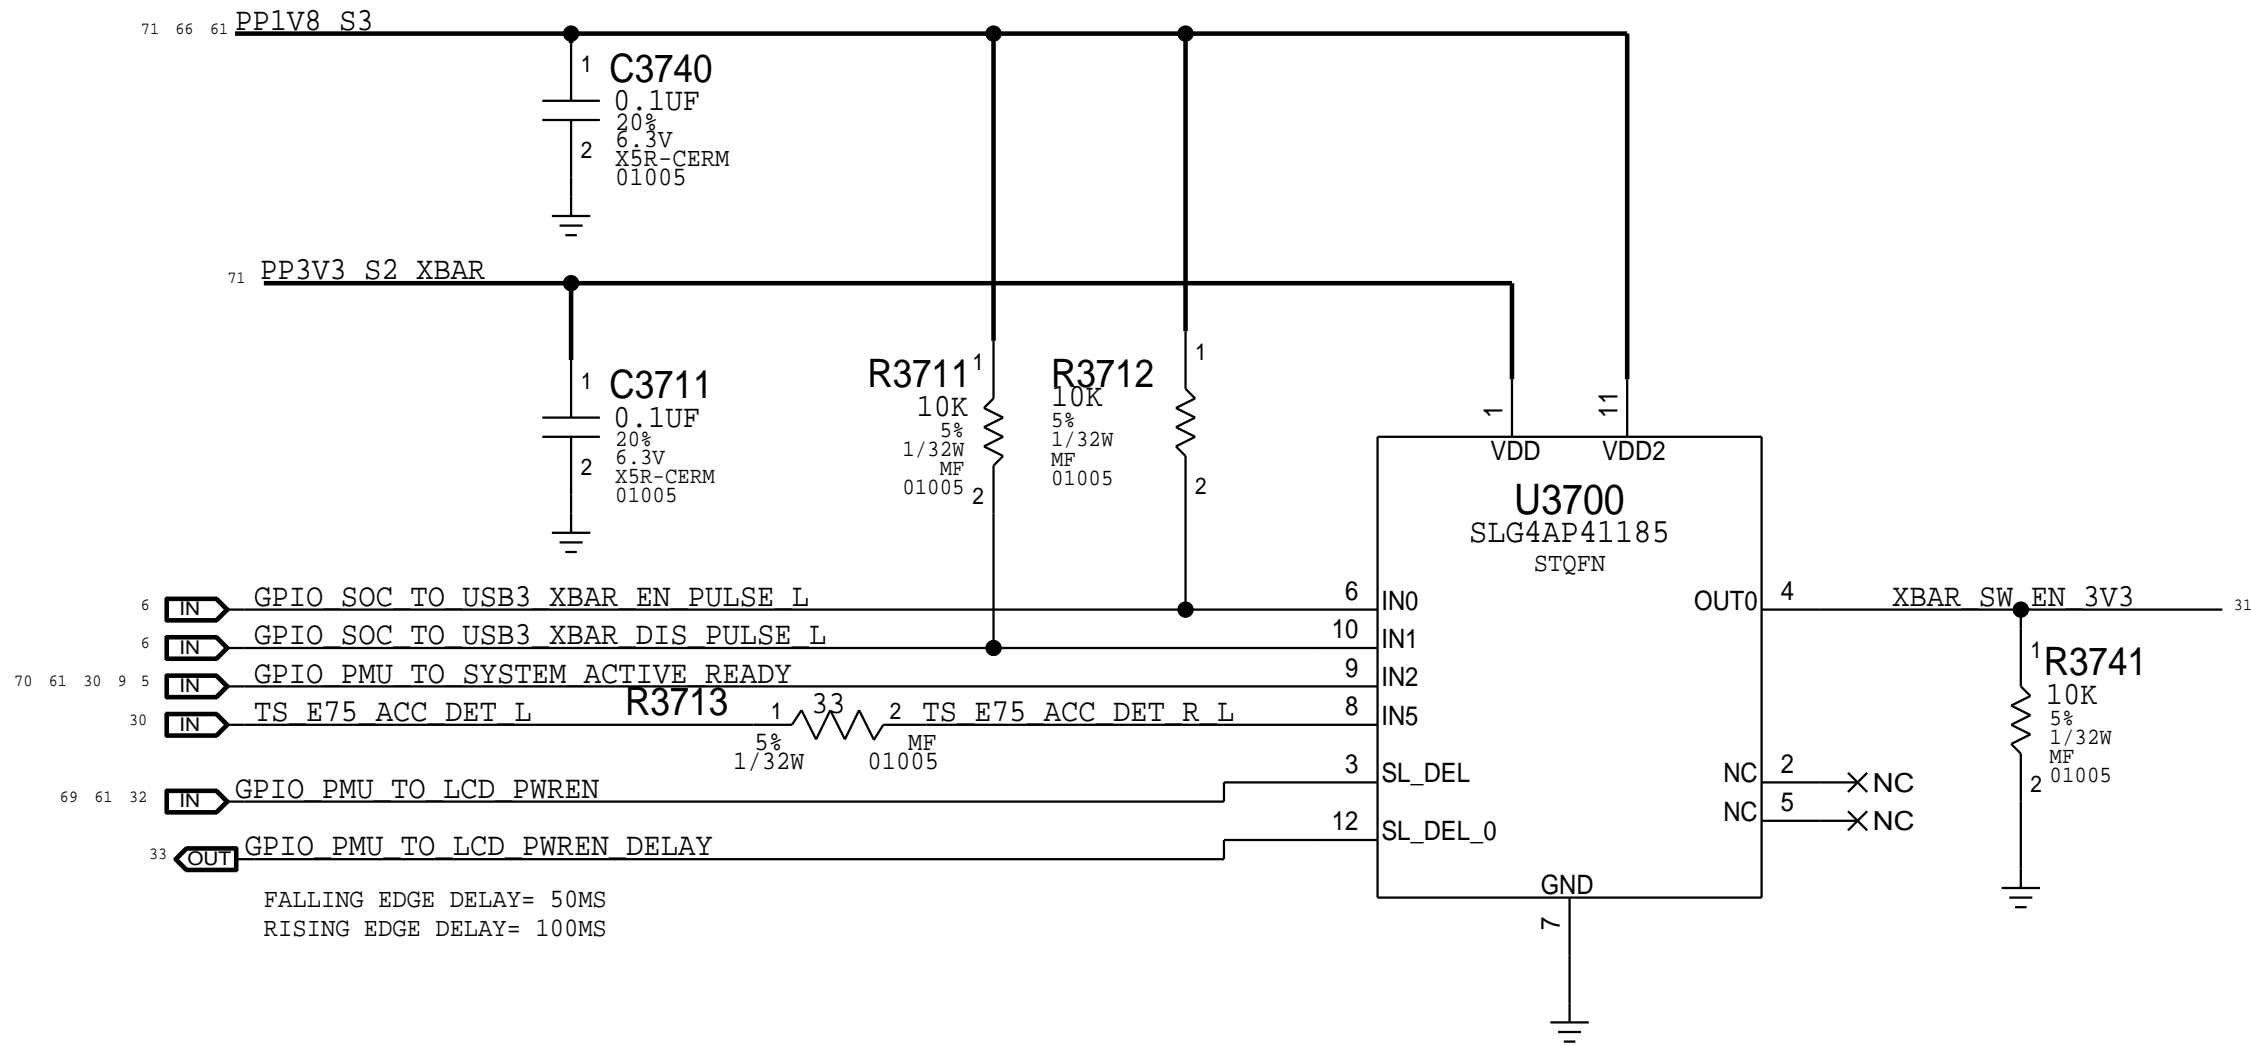 71 66 61 PP1V8_S3
1 C3740
0.1UF
20%
6.3V
2 X5R-CERM
01005
71 PP3V3_S2_XBAR
1 C3711
0.1UF
20%
6.3V
2 X5R-CERM
01005
R3711 1
10K
5%
1/32W
MF
01005 2
R3712 1
10K
5%
1/32W
MF
01005 2
1 11
VDD VDD2
U3700
SLG4AP41185
STQFN
6 IN GPIO_SOC_TO_USB3_XBAR_EN_PULSE_L 6 IN0
6 IN GPIO_SOC_TO_USB3_XBAR_DIS_PULSE_L 10 IN1
70 61 30 9 5 IN GPIO_PMU_TO_SYSTEM_ACTIVE_READY 9 IN2
30 IN TS_E75_ACC_DET_L R3713 1 33 2 TS_E75_ACC_DET_R_L 8 IN5
5% MF
1/32W 01005
69 61 32 IN GPIO_PMU_TO_LCD_PWREN 3 SL_DEL
33 OUT GPIO_PMU_TO_LCD_PWREN_DELAY 12 SL_DEL_0
FALLING EDGE DELAY= 50MS
RISING EDGE DELAY= 100MS
OUT0 4 XBAR_SW_EN_3V3 31
1 R3741
10K
5%
1/32W
MF
01005
2
NC 2 NC
NC 5 NC
GND
7